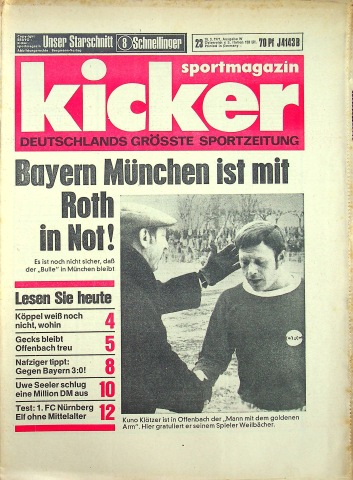 Unser Starschnitt 8 Schnellinger
23
70 Pf J 4143 B
sportmagazin
kicker
DEUTSCHLANDS GRÖSSTE SPORTZEITUNG
Bayern München ist mit
Roth
in Not!
Es ist noch nicht sicher, daß
der „Bulle“ in München bleibt
Lesen Sie heute
Köppel weiß noch
nicht, wohin 4
Gecks bleibt
Offenbach treu 5
Nafziger tippt:
Gegen Bayern 3:0! 8
Uwe Seeler schlug
eine Million DM aus 10
Test: 1. FC Nürnberg
Elf ohne Mittelalter 12
Kuno Klötzer ist in Offenbach der "Mann mit dem goldenen
Arm". Hier gratuliert er seinem Spieler Weilbächer.